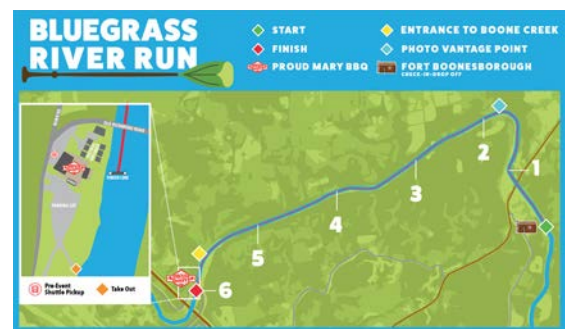 BLUEGRASS
RIVER RUN
START
FINISH
PROUD MARY BBQ
ENTRANCE TO BOONE CREEK
PHOTO VANTAGE POINT
FORT BOONESBOROUGH
CHECK-IN-DROP OFF
1
2
3
4
5
6
Pre-Event
Shuttle Pickup
Take Out